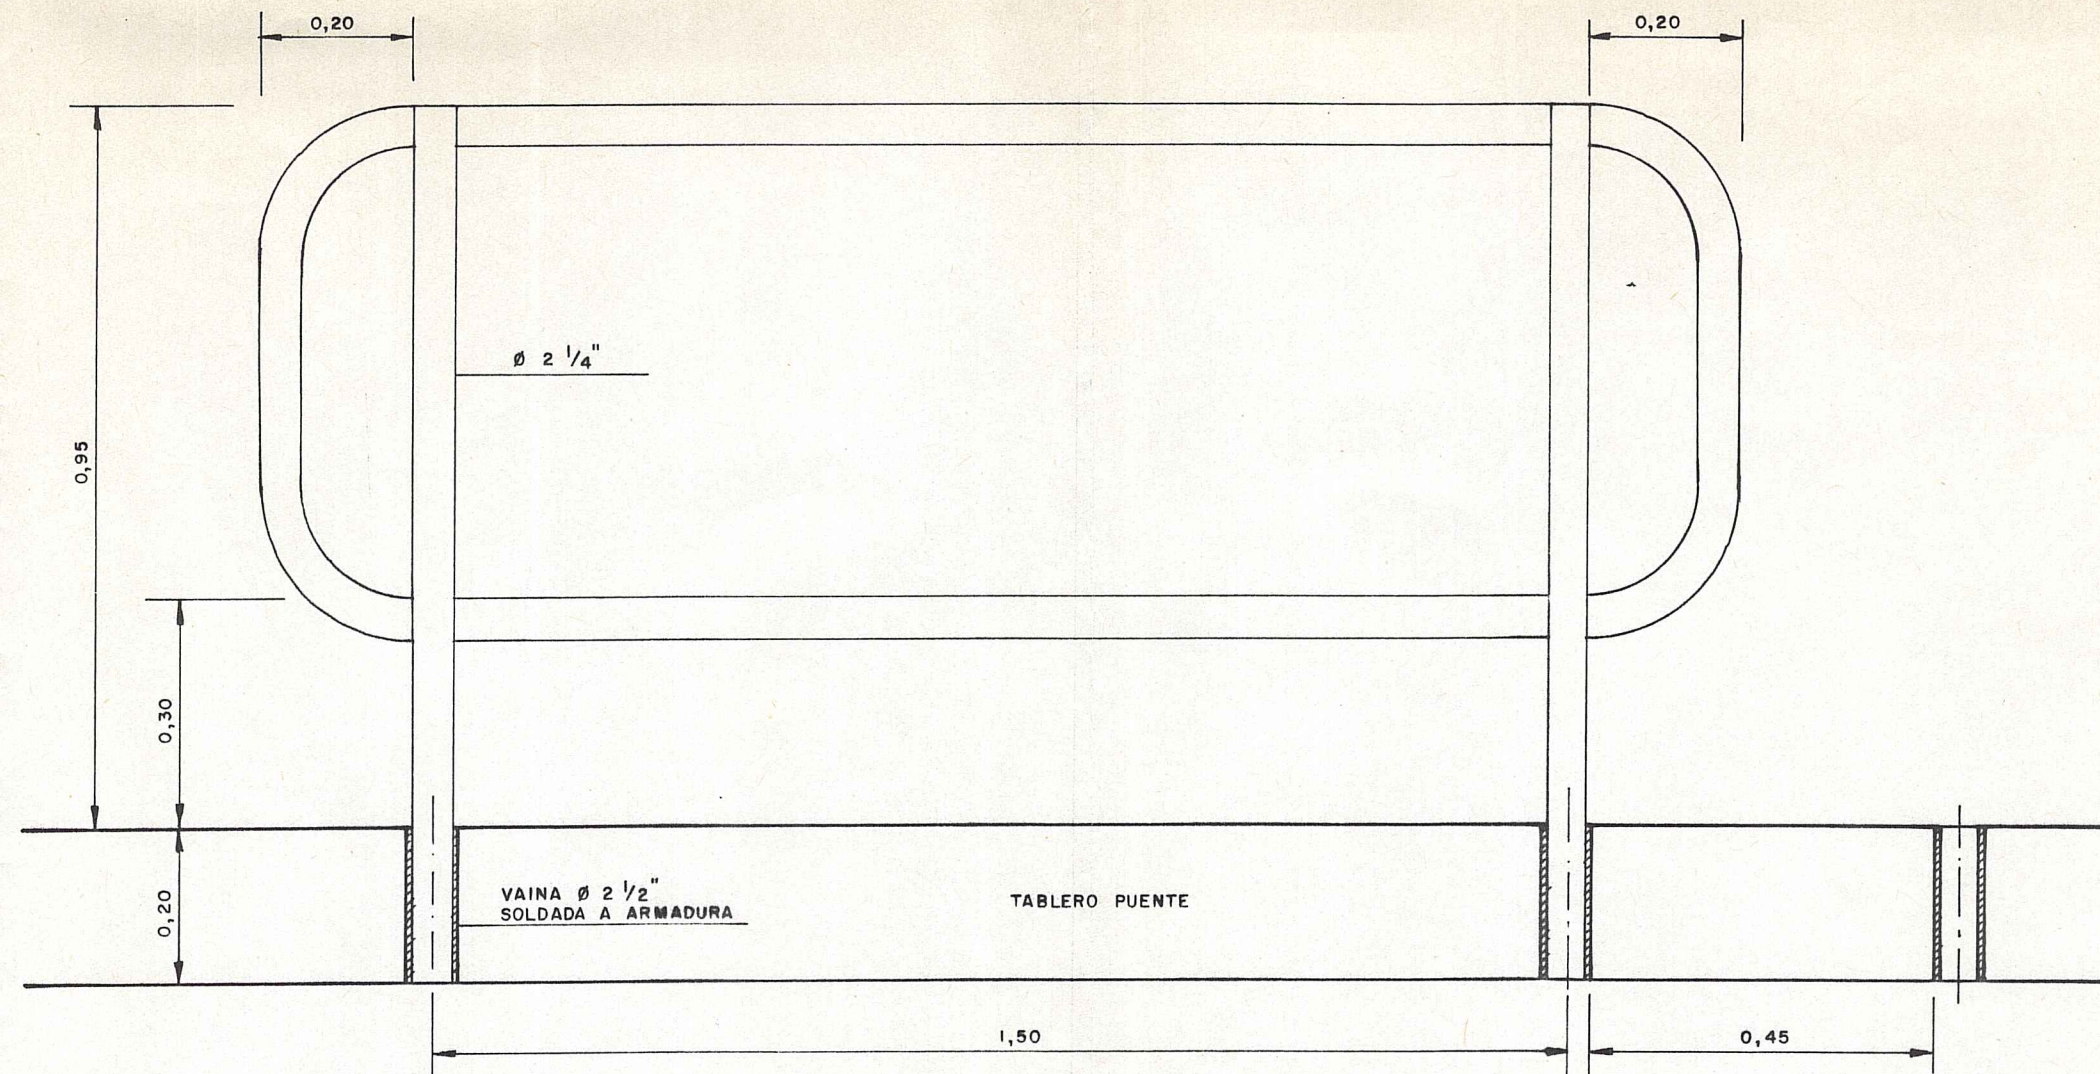 0,20
0,20
Ø 2 1/4"
0,95
0,30
0,20
VAINA Ø 2 1/2"
SOLDADA A ARMADURA
TABLERO PUENTE
1,50
0,45